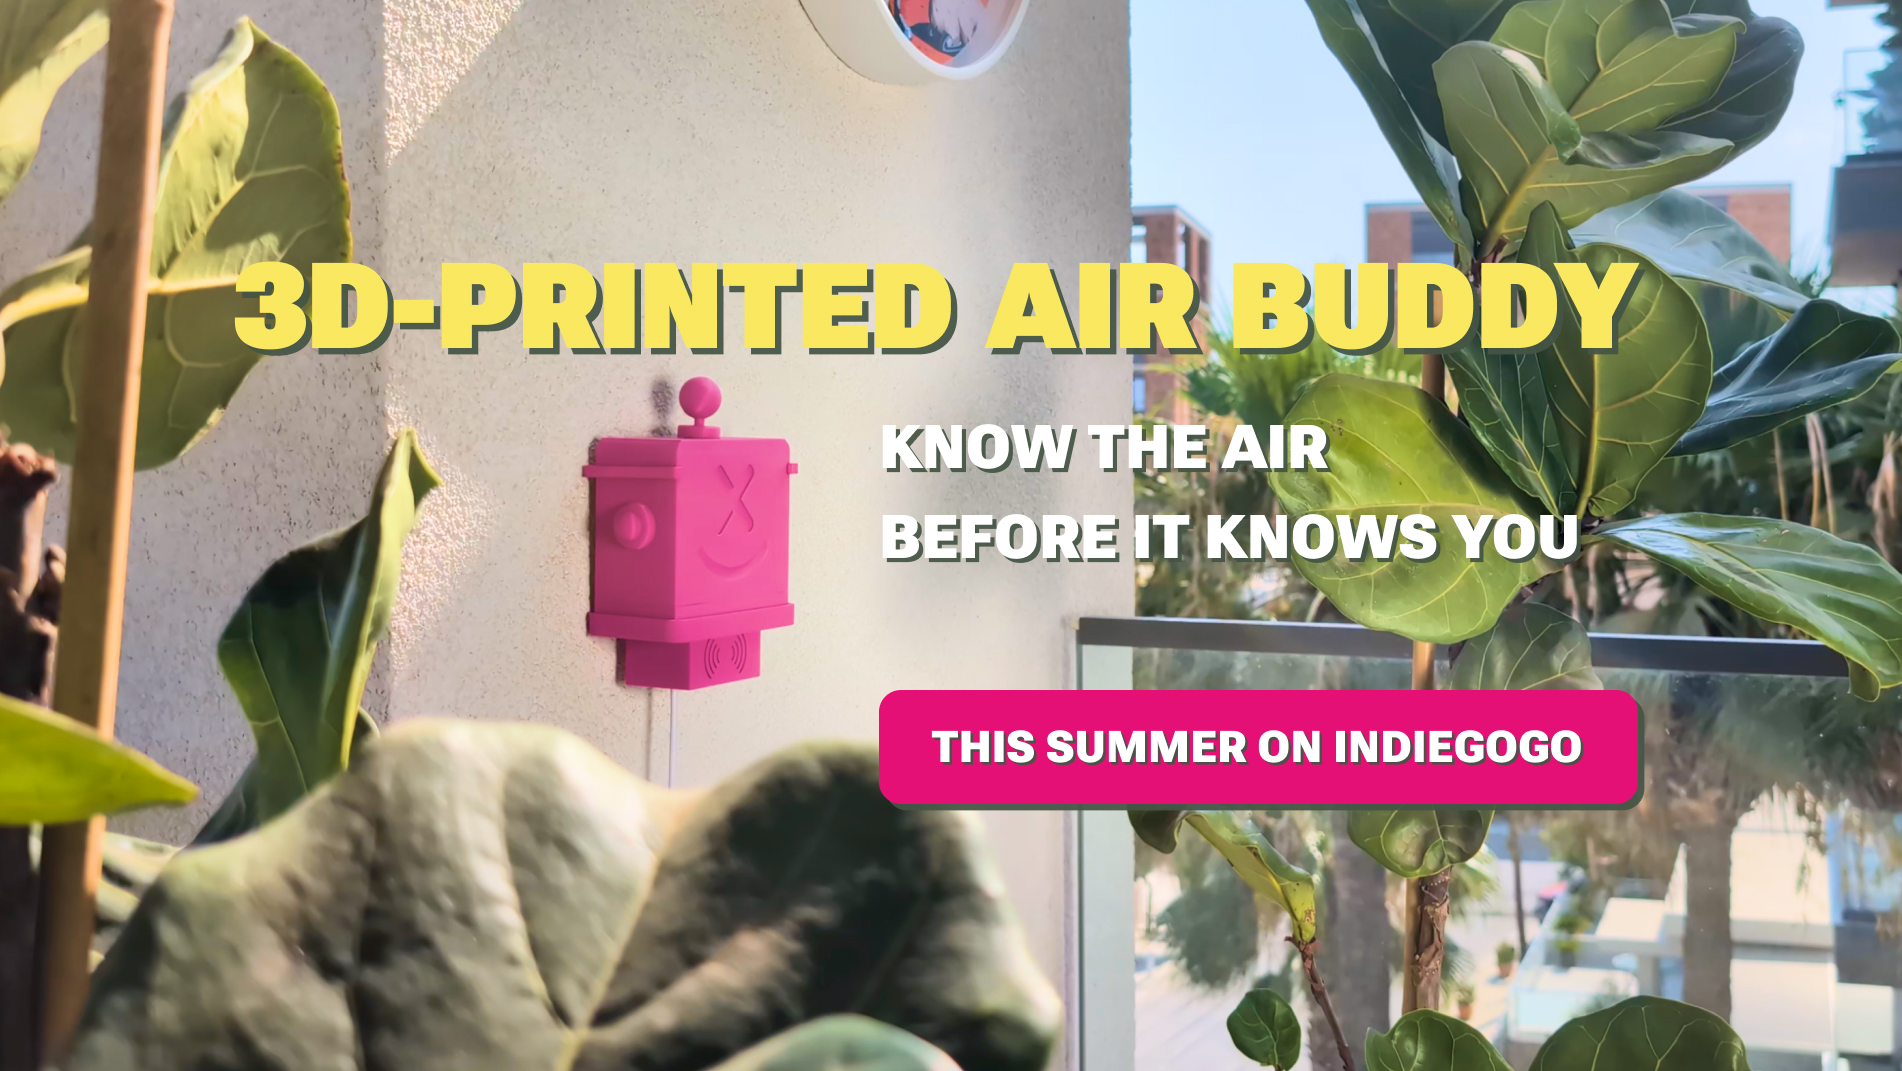 3D-PRINTED AIR BUDDY
KNOW THE AIR
BEFORE IT KNOWS YOU
THIS SUMMER ON INDIEGOGO